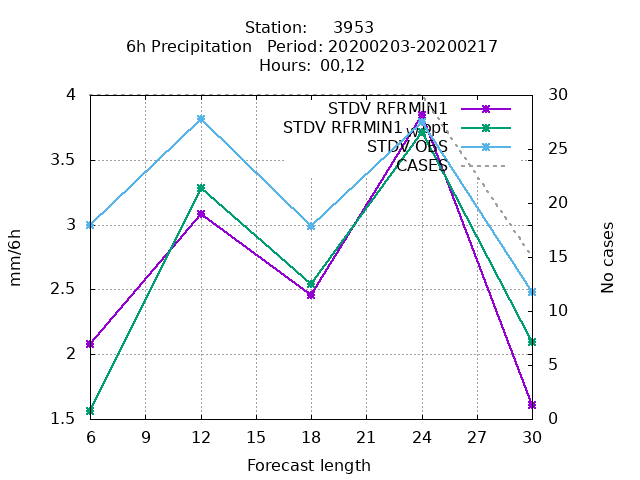 Station: 3953
6h Precipitation Period: 20200203-20200217
Hours: 00,12
STDV RFRMIN1
STDV RFRMIN1_wopt
STDV OBS
CASES
mm/6h
No cases
4
3.5
3
2.5
2
1.5
30
25
20
15
10
5
0
6 9 12 15 18 21 24 27 30
Forecast length